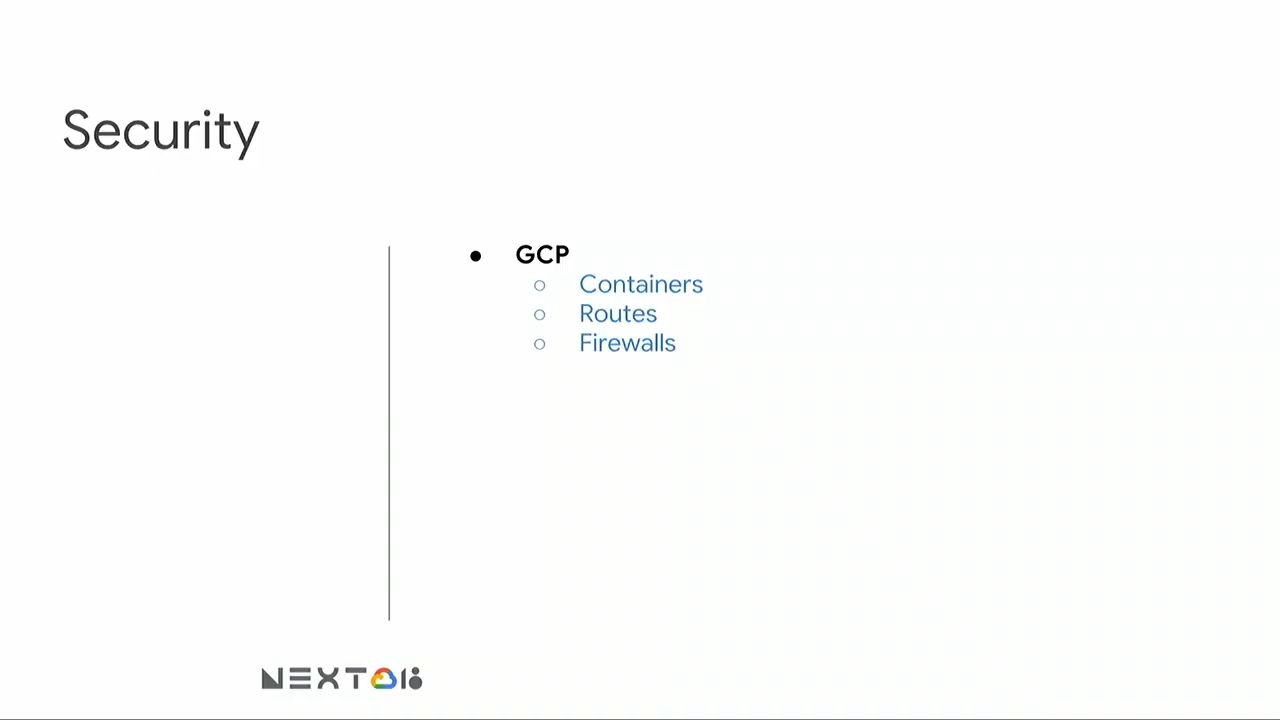 Security
● GCP
○ Containers
○ Routes
○ Firewalls
NEXT 18